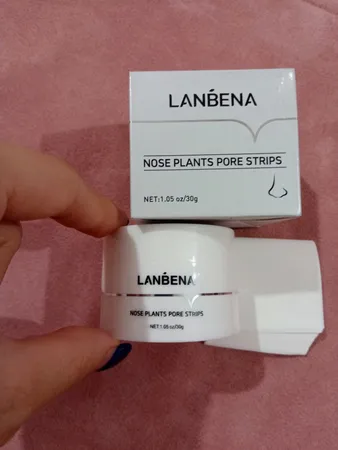 LANBENA
NOSE PLANTS PORE STRIPS
NET:1.05 oz/30g
LANBENA
NOSE PLANTS PORE STRIPS
NET:1.05 oz/30g